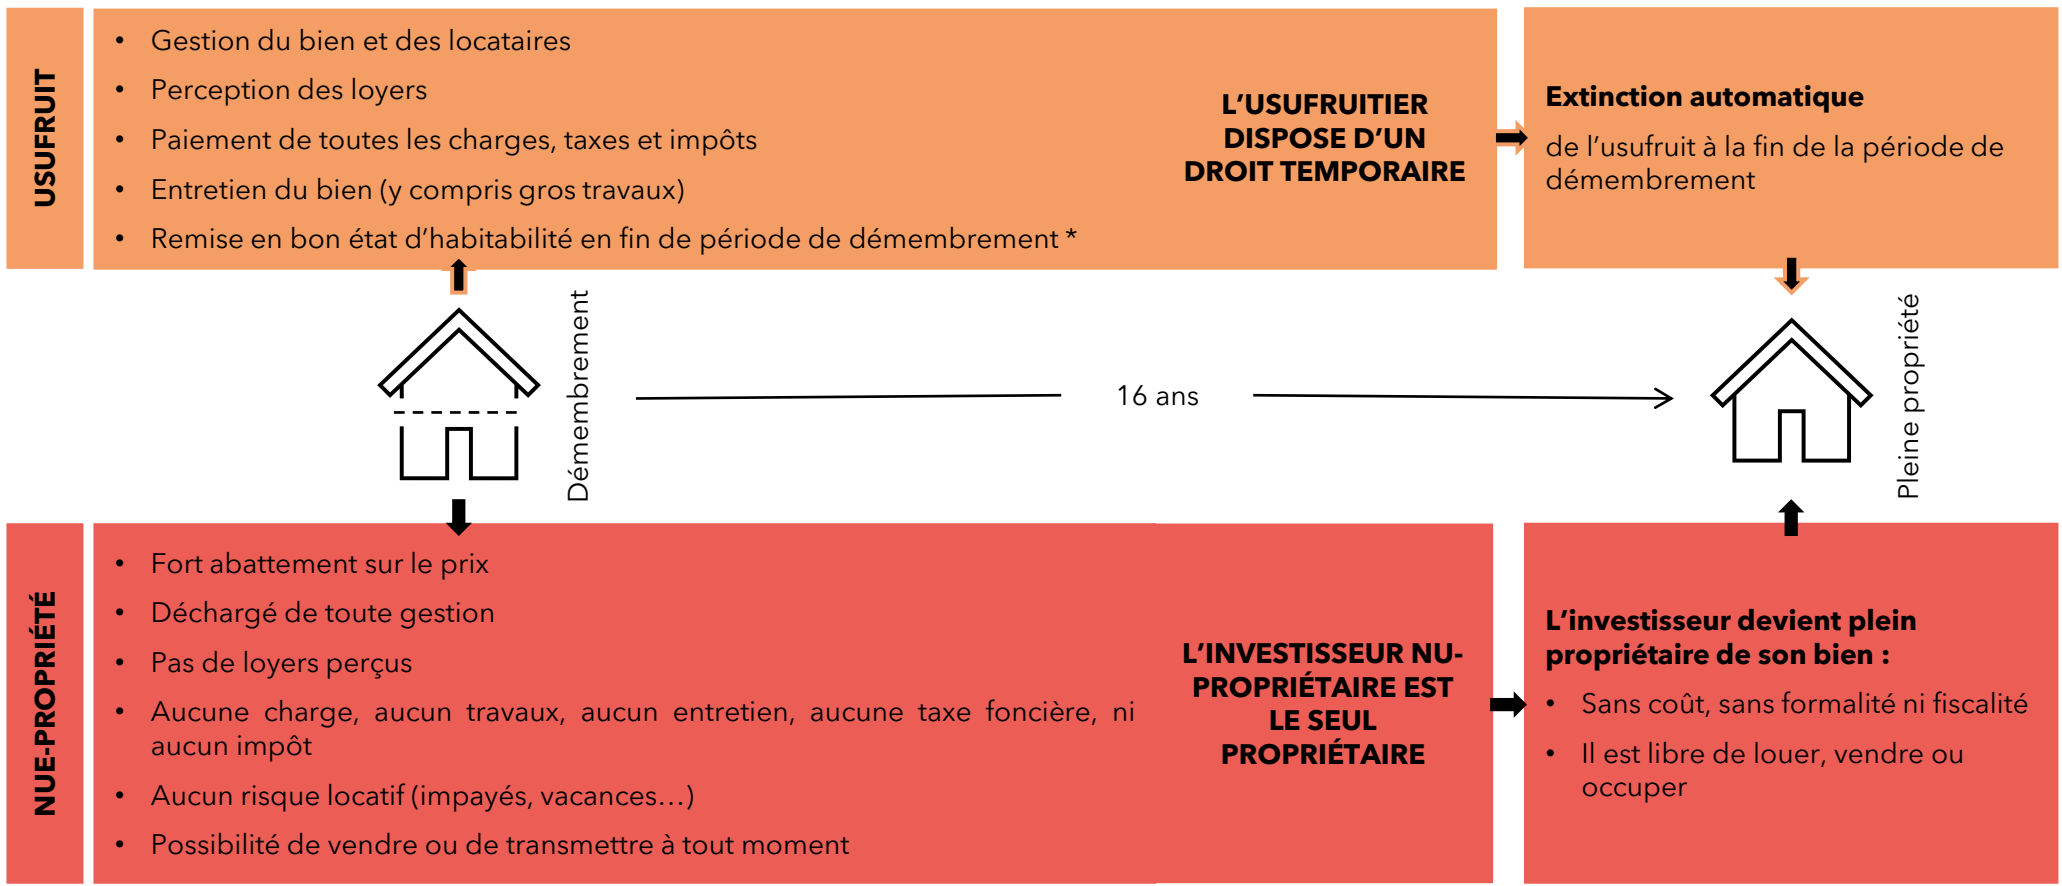 USUFRUIT
• Gestion du bien et des locataires
• Perception des loyers
• Paiement de toutes les charges, taxes et impôts
• Entretien du bien (y compris gros travaux)
• Remise en bon état d’habitabilité en fin de période de démembrement *
L’USUFRUITIER
DISPOSE D’UN
DROIT TEMPORAIRE
Extinction automatique
de l’usufruit à la fin de la période de
démembrement
Démembrement
16 ans
Pleine propriété
NUE-PROPRIÉTÉ
• Fort abattement sur le prix
• Déchargé de toute gestion
• Pas de loyers perçus
• Aucune charge, aucun travaux, aucun entretien, aucune taxe foncière, ni
aucun impôt
• Aucun risque locatif (impayés, vacances…)
• Possibilité de vendre ou de transmettre à tout moment
L’INVESTISSEUR NU-
PROPRIÉTAIRE EST
LE SEUL
PROPRIÉTAIRE
L’investisseur devient plein
propriétaire de son bien :
• Sans coût, sans formalité ni fiscalité
• Il est libre de louer, vendre ou
occuper